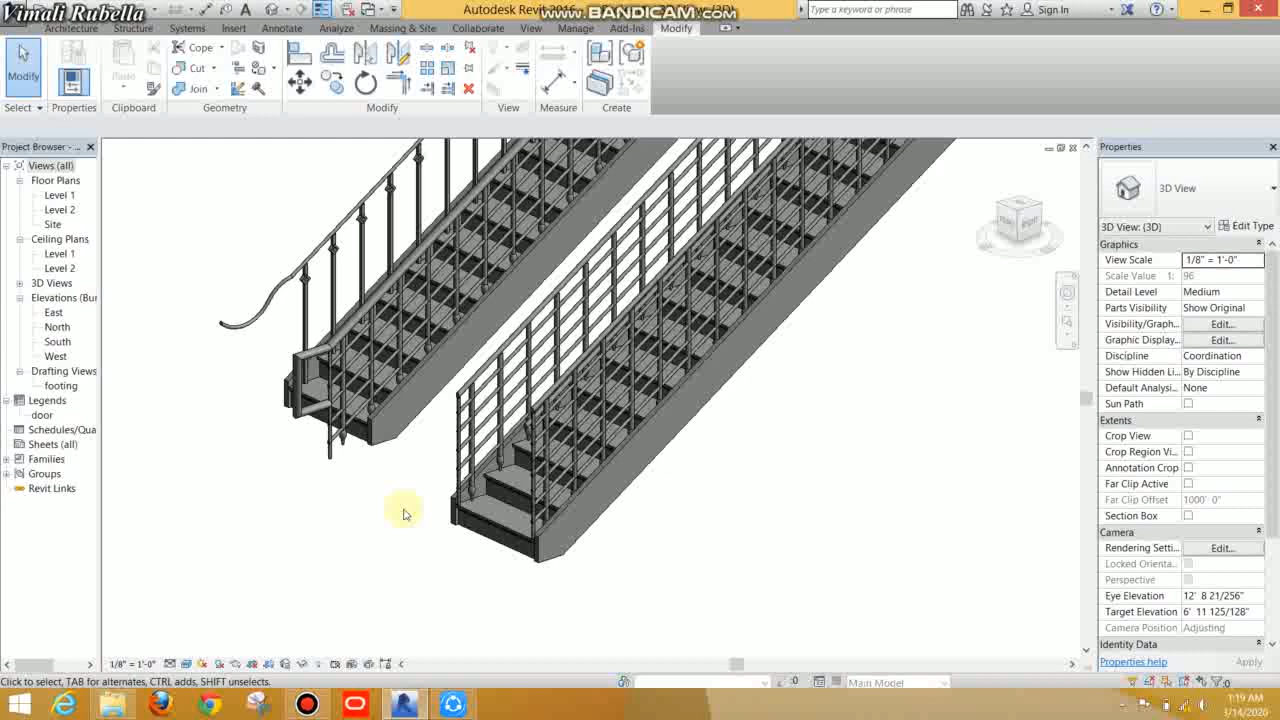 Vimali Rubella
Autodesk Revit 2016
www.BANDICAM.com
Type a keyword or phrase
Sign In
Architecture Structure Systems Insert Annotate Analyze Massing & Site Collaborate View Manage Add-Ins Modify
Modify
Cope
Cut
Join
Paste
Select Properties Clipboard Geometry Modify View Measure Create
Project Browser - ...
Views (all)
Floor Plans
Level 1
Level 2
Site
Ceiling Plans
Level 1
Level 2
3D Views
Elevations (Bu
East
North
South
West
Drafting Views
footing
Legends
door
Schedules/Qua
Sheets (all)
Families
Groups
Revit Links
Properties
3D View
3D View: {3D}
Edit Type
Graphics
View Scale 1/8" = 1'-0"
Scale Value 1: 96
Detail Level Medium
Parts Visibility Show Original
Visibility/Graph... Edit...
Graphic Display... Edit...
Discipline Coordination
Show Hidden Li... By Discipline
Default Analysi... None
Sun Path
Extents
Crop View
Crop Region Vi...
Annotation Crop
Far Clip Active
Far Clip Offset 1000' 0"
Section Box
Camera
Rendering Setti... Edit...
Locked Orienta...
Perspective
Eye Elevation 12' 8 21/256"
Target Elevation 6' 11 125/128"
Camera Position Adjusting
Identity Data
Properties help Apply
1/8" = 1'-0"
Click to select, TAB for alternates, CTRL adds, SHIFT unselects.
:0
Main Model
:0
1:19 AM
3/14/2020